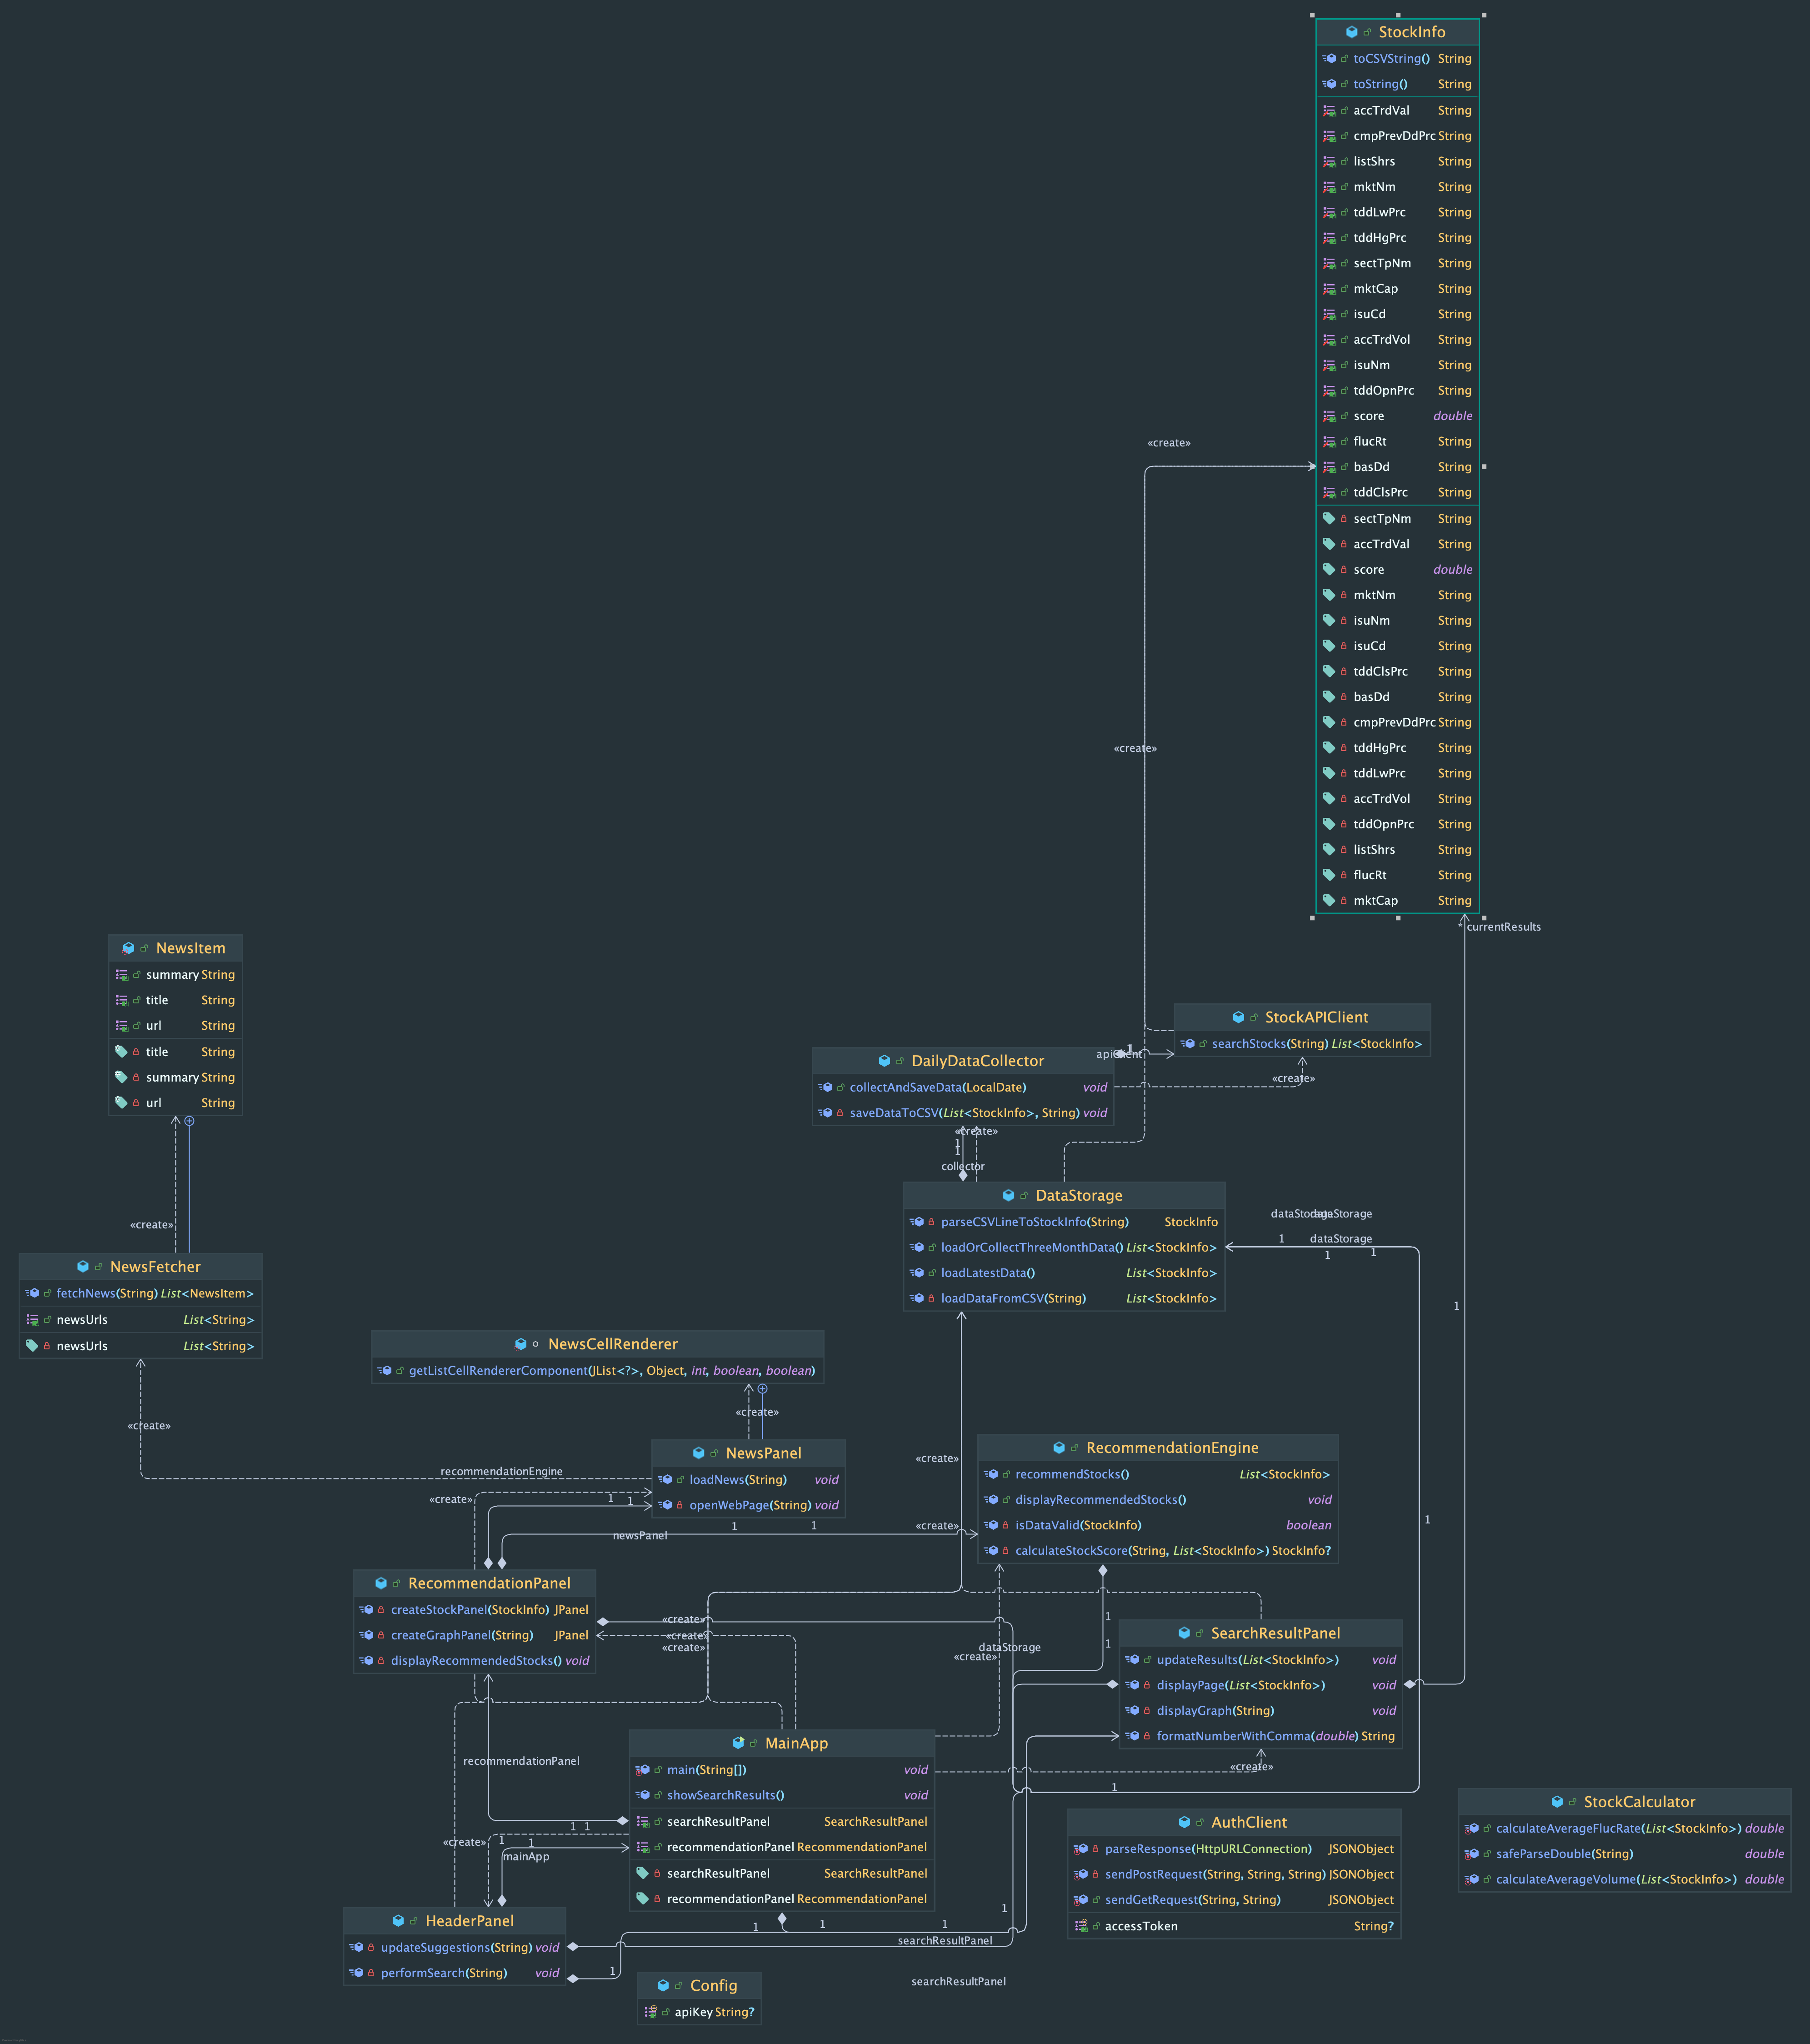 StockInfo
toCSVString() String
toString() String
accTrdVal String
cmpPrevDdPrc String
listShrs String
mktNm String
tddLwPrc String
tddHgPrc String
sectTpNm String
mktCap String
isuCd String
accTrdVol String
isuNm String
tddOpnPrc String
score double
flucRt String
basDd String
tddClsPrc String
sectTpNm String
accTrdVal String
score double
mktNm String
isuNm String
isuCd String
tddClsPrc String
basDd String
cmpPrevDdPrc String
tddHgPrc String
tddLwPrc String
accTrdVol String
tddOpnPrc String
listShrs String
flucRt String
mktCap String
«create»
«create»
* currentResults
1
NewsItem
summary String
title String
url String
title String
summary String
url String
«create»
StockAPIClient
searchStocks(String) List<StockInfo>
«create»
apiClient
1
DailyDataCollector
collectAndSaveData(LocalDate) void
saveDataToCSV(List<StockInfo>, String) void
«create»
1
1
collector
DataStorage
parseCSVLineToStockInfo(String) StockInfo
loadOrCollectThreeMonthData() List<StockInfo>
loadLatestData() List<StockInfo>
loadDataFromCSV(String) List<StockInfo>
dataStorage
dataStorage
1
dataStorage
1
1
NewsFetcher
fetchNews(String) List<NewsItem>
newsUrls List<String>
newsUrls List<String>
«create»
NewsCellRenderer
getListCellRendererComponent(JList<?>, Object, int, boolean, boolean)
«create»
NewsPanel
loadNews(String) void
openWebPage(String) void
recommendationEngine
«create»
1
1
newsPanel
1
1
«create»
«create»
RecommendationEngine
recommendStocks() List<StockInfo>
displayRecommendedStocks() void
isDataValid(StockInfo) boolean
calculateStockScore(String, List<StockInfo>) StockInfo?
1
RecommendationPanel
createStockPanel(StockInfo) JPanel
createGraphPanel(String) JPanel
displayRecommendedStocks() void
«create»
«create»
«create»
dataStorage
«create»
1
1
SearchResultPanel
updateResults(List<StockInfo>) void
displayPage(List<StockInfo>) void
displayGraph(String) void
formatNumberWithComma(double) String
«create»
1
recommendationPanel
MainApp
main(String[]) void
showSearchResults() void
searchResultPanel SearchResultPanel
recommendationPanel RecommendationPanel
searchResultPanel SearchResultPanel
recommendationPanel RecommendationPanel
1 1
«create»
1
1
mainApp
HeaderPanel
updateSuggestions(String) void
performSearch(String) void
1
1
1
1
1
searchResultPanel
searchResultPanel
Config
apiKey String?
AuthClient
parseResponse(HttpURLConnection) JSONObject
sendPostRequest(String, String, String) JSONObject
sendGetRequest(String, String) JSONObject
accessToken String?
StockCalculator
calculateAverageFlucRate(List<StockInfo>) double
safeParseDouble(String) double
calculateAverageVolume(List<StockInfo>) double